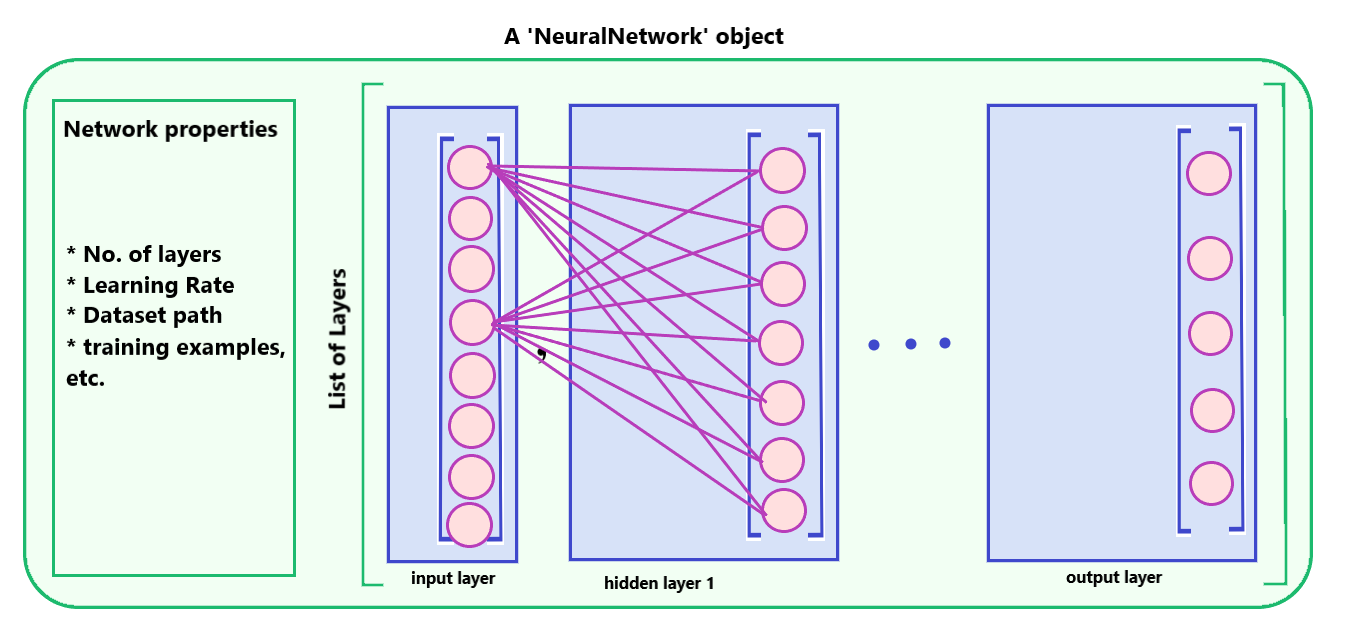 A 'NeuralNetwork' object
Network properties
* No. of layers
* Learning Rate
* Dataset path
* training examples,
etc.
List of Layers
,
input layer
hidden layer 1
output layer